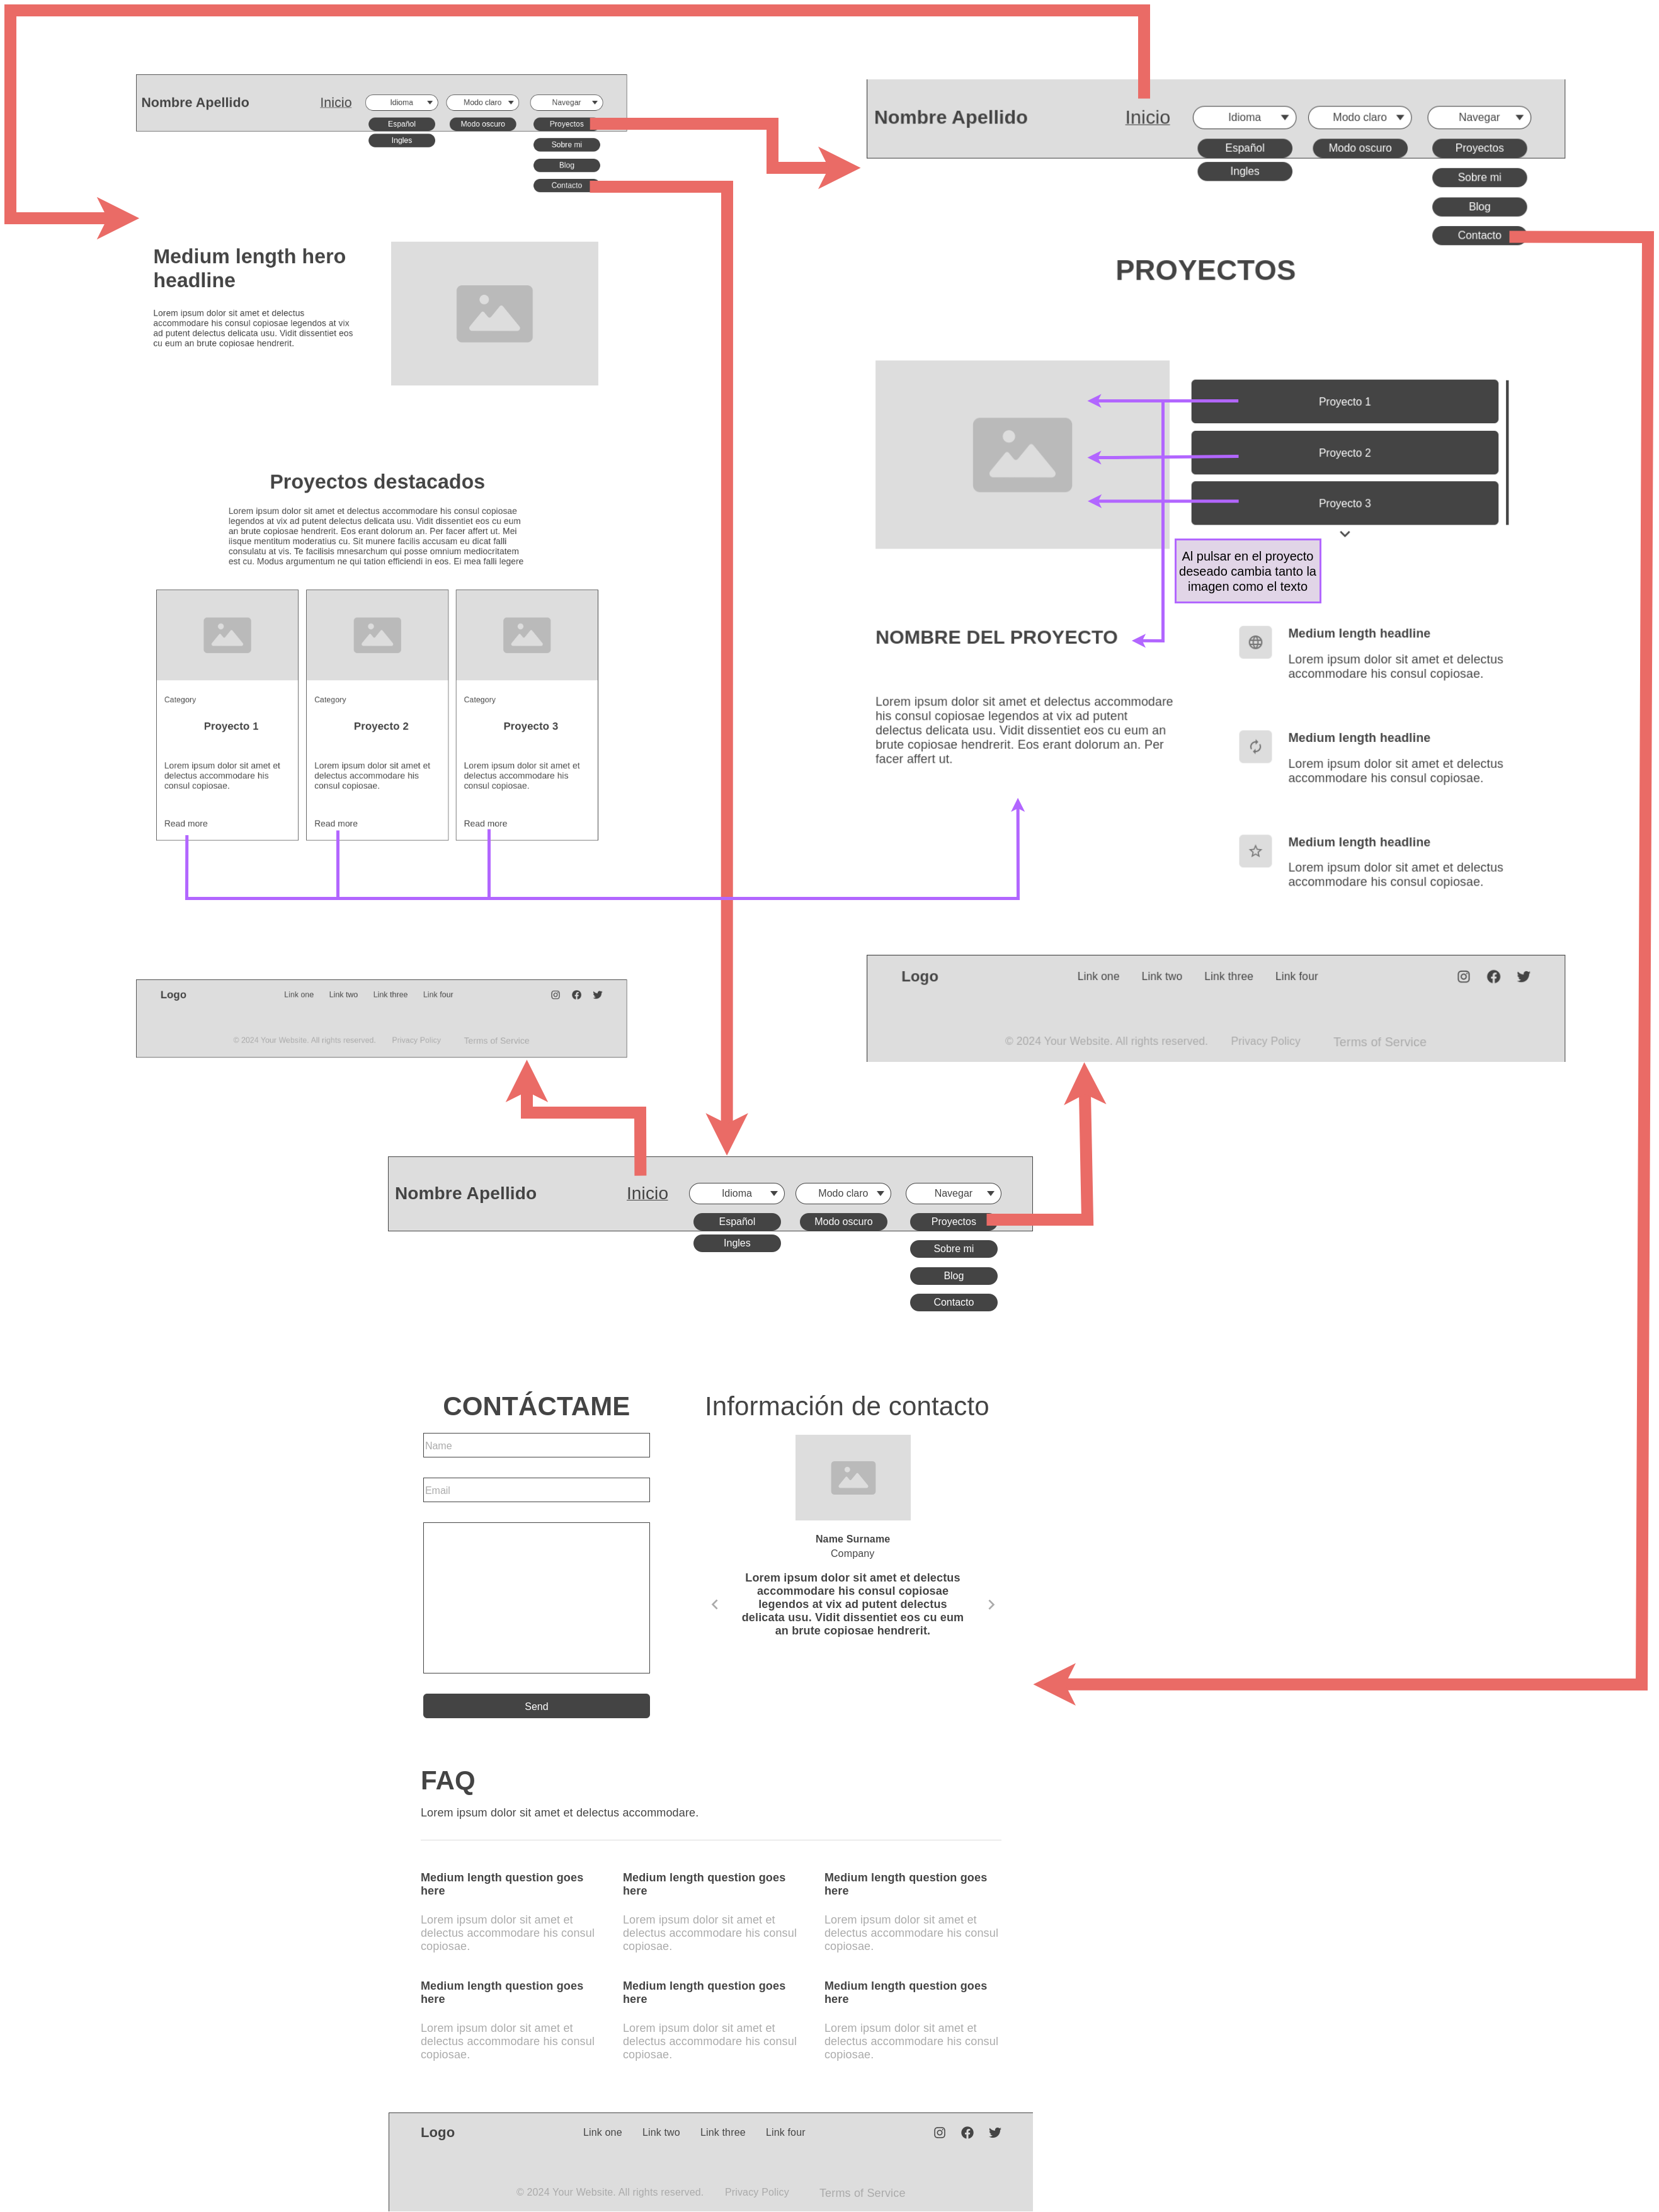 Nombre Apellido
Inicio
Idioma
Modo claro
Navegar
Español
Modo oscuro
Proyectos
Ingles
Sobre mi
Blog
Contacto
Medium length hero
headline
Lorem ipsum dolor sit amet et delectus
accommodare his consul copiosae legendos at vix
ad putent delectus delicata usu. Vidit dissentiet eos
cu eum an brute copiosae hendrerit.
Proyectos destacados
Lorem ipsum dolor sit amet et delectus accommodare his consul copiosae
legendos at vix ad putent delectus delicata usu. Vidit dissentiet eos cu eum
an brute copiosae hendrerit. Eos erant dolorum an. Per facer affert ut. Mei
iisque mentitum moderatius cu. Sit munere facilis accusam eu dicat falli
consulatu at vis. Te facilisis mnesarchum qui posse omnium mediocritatem
est cu. Modus argumentum ne qui tation efficiendi in eos. Ei mea falli legere
Category
Proyecto 1
Lorem ipsum dolor sit amet et
delectus accommodare his
consul copiosae.
Read more
Category
Proyecto 2
Lorem ipsum dolor sit amet et
delectus accommodare his
consul copiosae.
Read more
Category
Proyecto 3
Lorem ipsum dolor sit amet et
delectus accommodare his
consul copiosae.
Read more
Logo
Link one
Link two
Link three
Link four
© 2024 Your Website. All rights reserved.
Privacy Policy
Terms of Service
Nombre Apellido
Inicio
Idioma
Modo claro
Navegar
Español
Modo oscuro
Proyectos
Ingles
Sobre mi
Blog
Contacto
PROYECTOS
Proyecto 1
Proyecto 2
Proyecto 3
Al pulsar en el proyecto
deseado cambia tanto la
imagen como el texto
NOMBRE DEL PROYECTO
Lorem ipsum dolor sit amet et delectus accommodare
his consul copiosae legendos at vix ad putent
delectus delicata usu. Vidit dissentiet eos cu eum an
brute copiosae hendrerit. Eos erant dolorum an. Per
facer affert ut.
Medium length headline
Lorem ipsum dolor sit amet et delectus
accommodare his consul copiosae.
Medium length headline
Lorem ipsum dolor sit amet et delectus
accommodare his consul copiosae.
Medium length headline
Lorem ipsum dolor sit amet et delectus
accommodare his consul copiosae.
Logo
Link one
Link two
Link three
Link four
© 2024 Your Website. All rights reserved.
Privacy Policy
Terms of Service
Nombre Apellido
Inicio
Idioma
Modo claro
Navegar
Español
Modo oscuro
Proyectos
Ingles
Sobre mi
Blog
Contacto
CONTÁCTAME
Name
Email
Send
Información de contacto
Name Surname
Company
Lorem ipsum dolor sit amet et delectus
accommodare his consul copiosae
legendos at vix ad putent delectus
delicata usu. Vidit dissentiet eos cu eum
an brute copiosae hendrerit.
FAQ
Lorem ipsum dolor sit amet et delectus accommodare.
Medium length question goes
here
Lorem ipsum dolor sit amet et
delectus accommodare his consul
copiosae.
Medium length question goes
here
Lorem ipsum dolor sit amet et
delectus accommodare his consul
copiosae.
Medium length question goes
here
Lorem ipsum dolor sit amet et
delectus accommodare his consul
copiosae.
Medium length question goes
here
Lorem ipsum dolor sit amet et
delectus accommodare his consul
copiosae.
Medium length question goes
here
Lorem ipsum dolor sit amet et
delectus accommodare his consul
copiosae.
Medium length question goes
here
Lorem ipsum dolor sit amet et
delectus accommodare his consul
copiosae.
Logo
Link one
Link two
Link three
Link four
© 2024 Your Website. All rights reserved.
Privacy Policy
Terms of Service